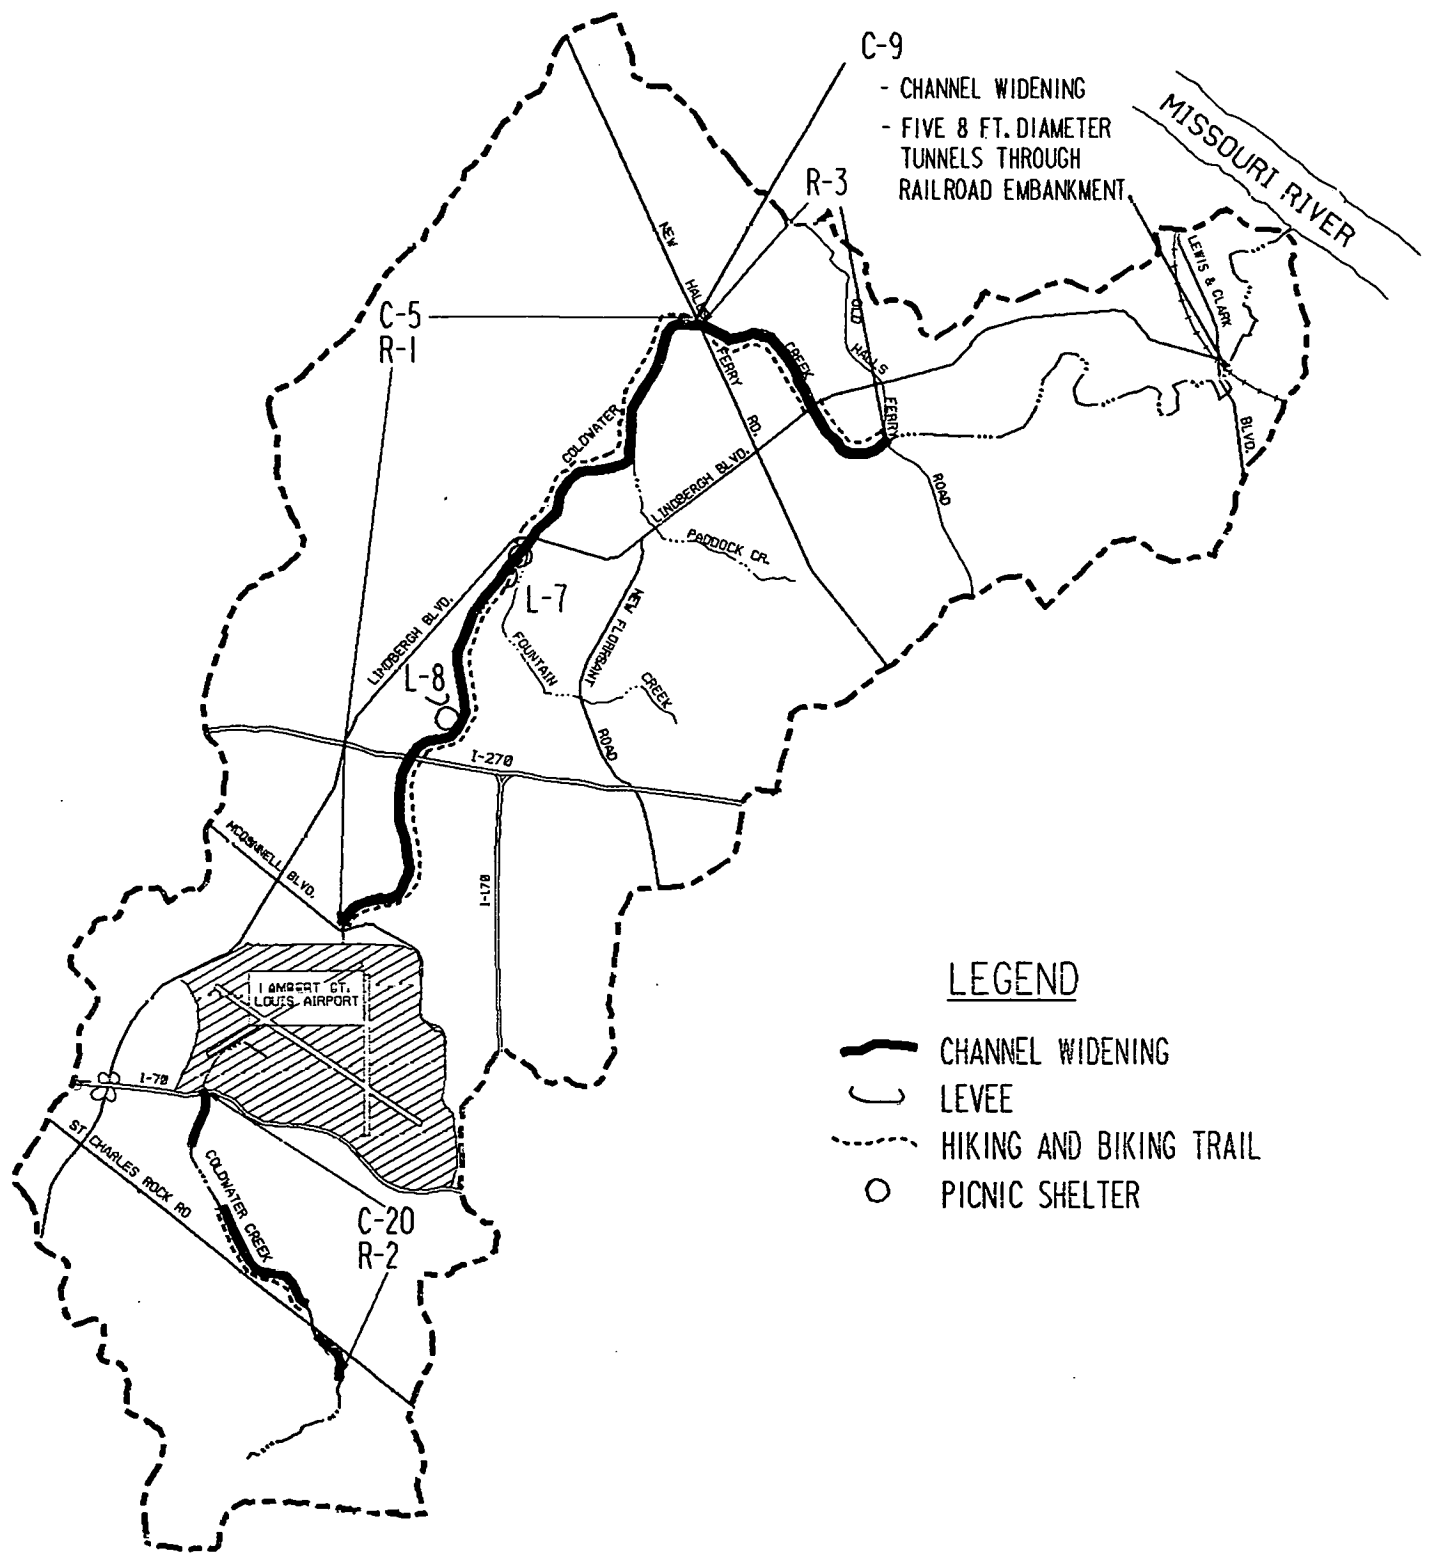 C-9
- CHANNEL WIDENING
- FIVE 8 FT. DIAMETER
TUNNELS THROUGH
RAILROAD EMBANKMENT
MISSOURI RIVER
R-3
NEW
HALLS
FERRY
RD.
LEWIS & CLARK
BLVD.
OLD
HALLS
FERRY
ROAD
C-5
R-1
CREEK
COLDWATER
LINDBERGH BLVD.
PADDOCK CR.
L-7
LINDBERGH BLVD.
NEW FLORISSANT
ROAD
FOUNTAIN
CREEK
L-8
I-270
MCDONNELL BLVD.
I-170
LAMBERT ST.
LOUIS AIRPORT
I-70
ST CHARLES ROCK RD
COLDWATER CREEK
C-20
R-2
LEGEND
CHANNEL WIDENING
LEVEE
HIKING AND BIKING TRAIL
PICNIC SHELTER